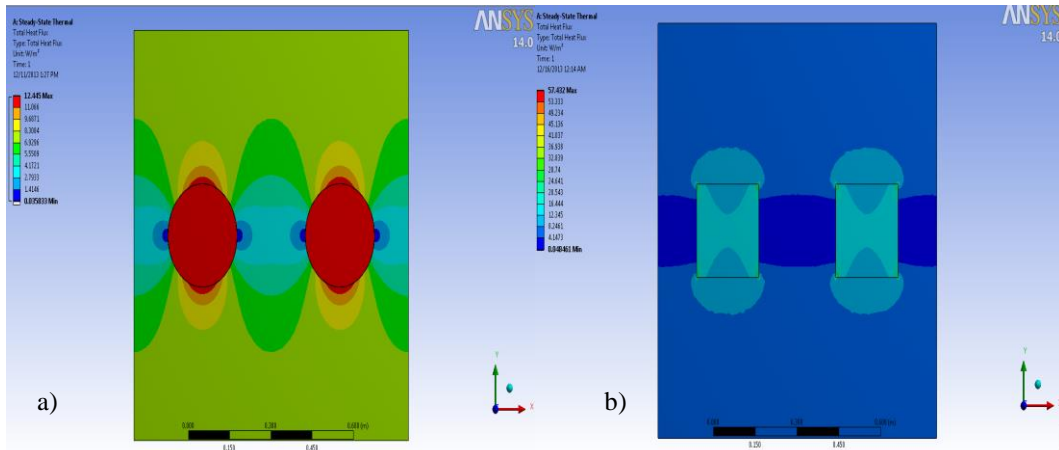 A: Steady-State Thermal
Total Heat Flux
Type: Total Heat Flux
Unit: W/m²
Time: 1
12/11/2013 1:27 PM
12.445 Max
11.066
9.6871
8.3084
6.9296
5.5508
4.1721
2.7933
1.4146
0.035833 Min
ANSYS
14.0
a)
Y
X
0.000
0.300
0.600 (m)
0.150
0.450
A: Steady-State Thermal
Total Heat Flux
Type: Total Heat Flux
Unit: W/m²
Time: 1
12/16/2013 12:14 AM
57.432 Max
53.333
49.234
45.136
41.037
36.938
32.839
28.74
24.641
20.543
16.444
12.345
8.2461
4.1473
0.048461 Min
ANSYS
14.0
b)
Y
X
0.000
0.300
0.600 (m)
0.150
0.450